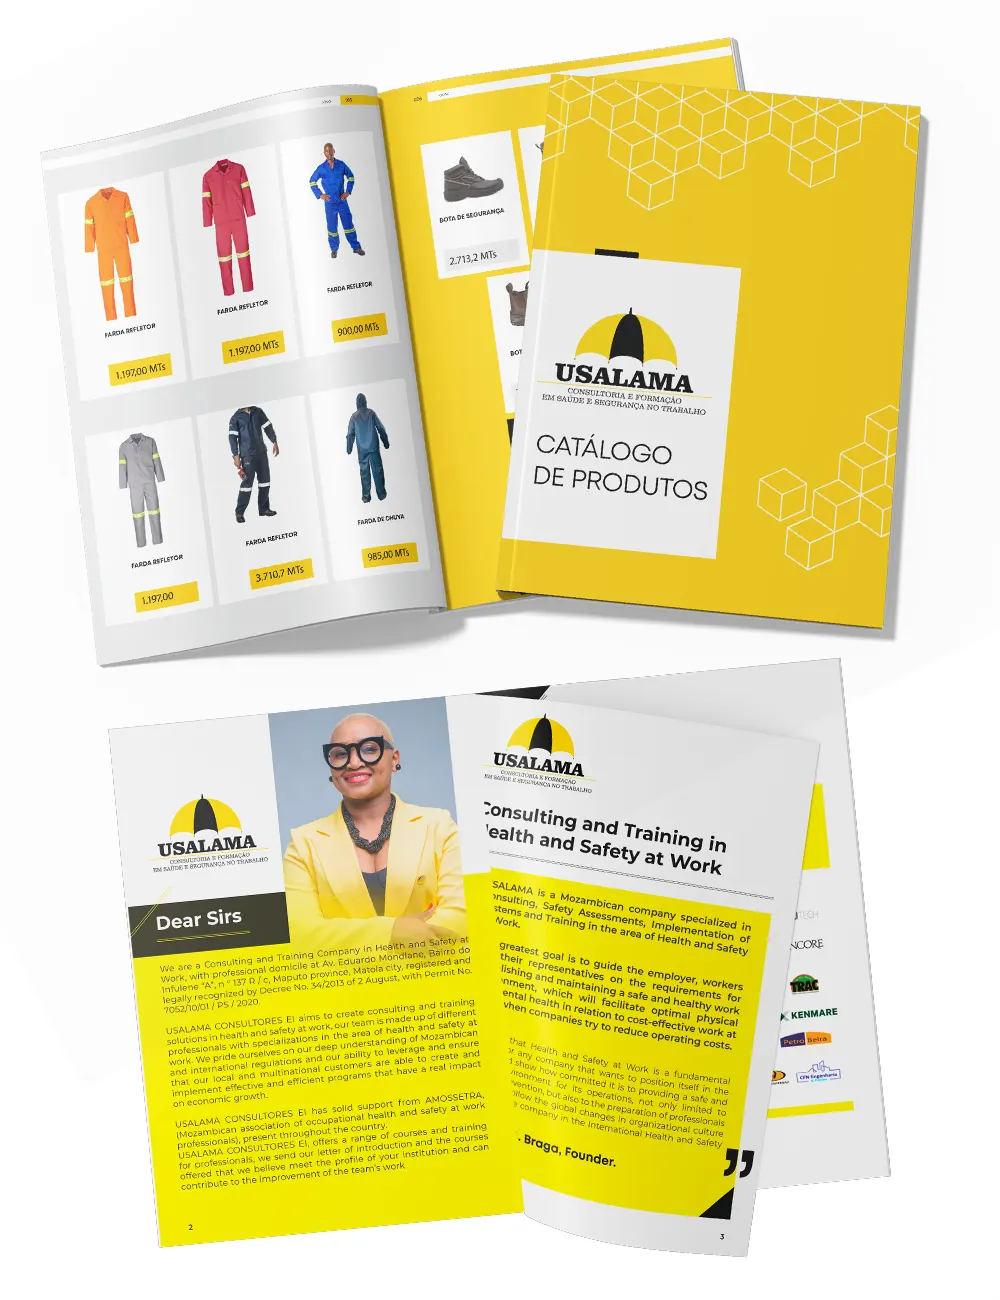 FARDA REFLETOR
1.197,00 MTs
FARDA REFLETOR
1.197,00 MTs
FARDA REFLETOR
900,00 MTs
FARDA REFLETOR
1.197,00
FARDA REFLETOR
3.710,7 MTs
FARDA DE CHUVA
985,00 MTs
BOTA DE SEGURANÇA
2.713,2 MTs
BOT
USALAMA
CONSULTORIA E FORMAÇÃO
EM SAÚDE E SEGURANÇA NO TRABALHO
CATÁLOGO
DE PRODUTOS
USALAMA
CONSULTORIA E FORMAÇÃO
EM SAÚDE E SEGURANÇA NO TRABALHO
Dear Sirs
We are a Consulting and Training Company in Health and Safety at
Work, with professional domicile at Av. Eduardo Mondlane, Bairro do
Infulene "A", n ° 137 R / c, Maputo province, Matola city, registered and
legally recognized by Decree No. 34/2013 of 2 August, with Permit No.
7052/10/01 / PS / 2020.
USALAMA CONSULTORES EI aims to create consulting and training
solutions in health and safety at work, our team is made up of different
professionals with specializations in the area of health and safety at
work. We pride ourselves on our deep understanding of Mozambican
and international regulations and our ability to leverage and ensure
that our local and multinational customers are able to create and
implement effective and efficient programs that have a real impact
on economic growth.
USALAMA CONSULTORES EI has solid support from AMOSSETRA,
(Mozambican association of occupational health and safety at work
professionals), present throughout the country.
USALAMA CONSULTORES EI, offers a range of courses and training
for professionals, we send our letter of introduction and the courses
offered that we believe meet the profile of your institution and can
contribute to the improvement of the team's work
2
USALAMA
CONSULTORIA E FORMAÇÃO
EM SAÚDE E SEGURANÇA NO TRABALHO
Consulting and Training in
Health and Safety at Work
SALAMA is a Mozambican company specialized in
nsulting, Safety Assessments, Implementation of
stems and Training in the area of Health and Safety
Work.
greatest goal is to guide the employer, workers
their representatives on the requirements for
lishing and maintaining a safe and healthy work
nment, which will facilitate optimal physical
ental health in relation to cost-effective work at
when companies try to reduce operating costs.
that Health and Safety at Work is a fundamental
or any company that wants to position itself in the
show how committed it is to providing a safe and
ironment for its operations, not only limited to
vention, but also to the preparation of professionals
ollow the global changes in organizational culture
e company in the International Health and Safety
. Braga, Founder.
”
3
TECH
NCORE
TRAC
KENMARE
Petro Beira
CFN Engenharia